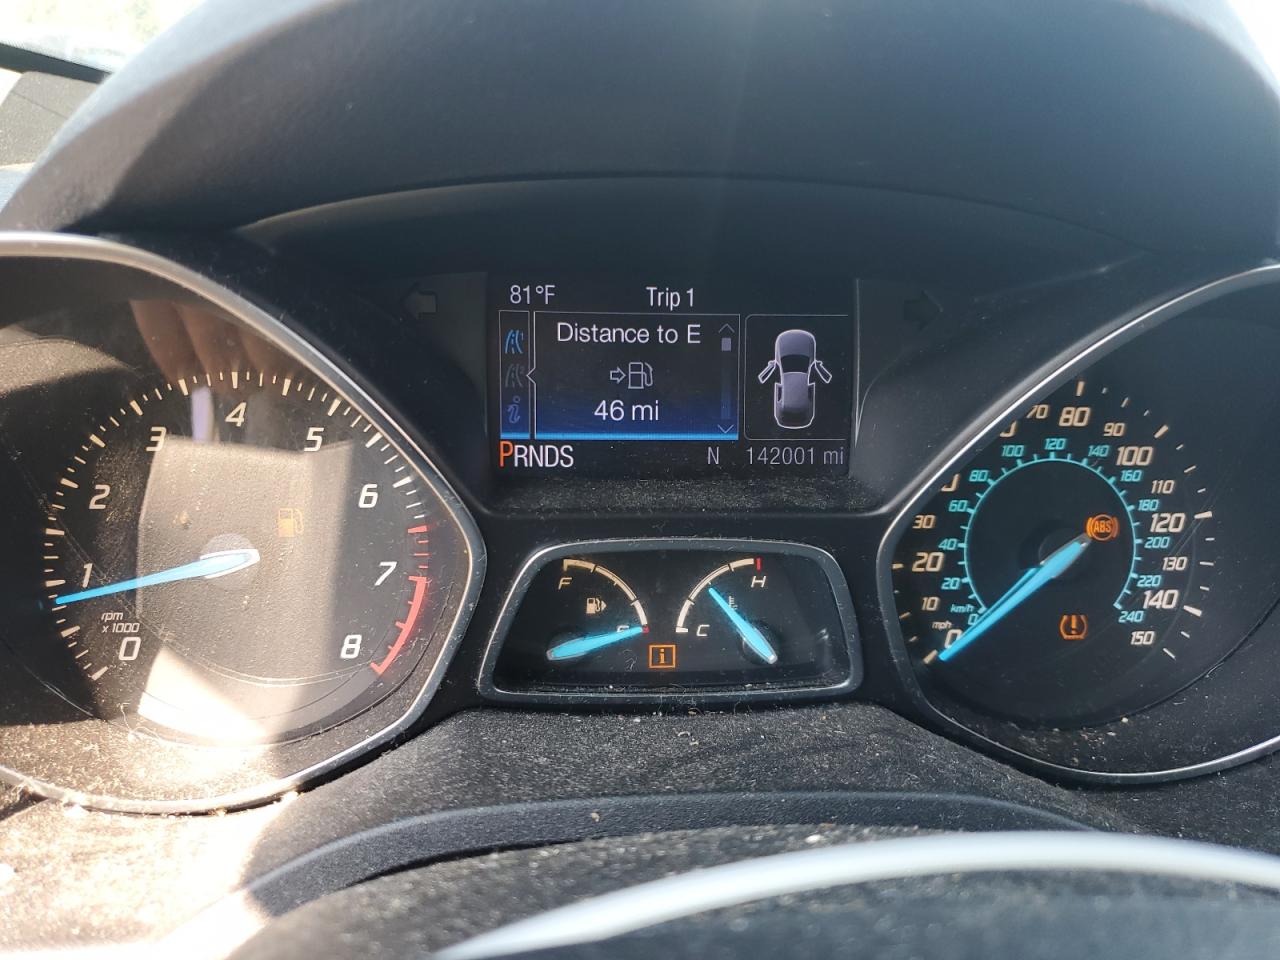 81°F Trip 1
Distance to E
46 mi
PRNDS N 142001 mi
0 1 2 3 4 5 6 7 8
rpm
x 1000
F E
C H
0 10 20 30 70 80 90 100 110 120 130 140 150
mph
0 20 40 60 80 100 120 140 160 180 200 220 240
km/h
ABS